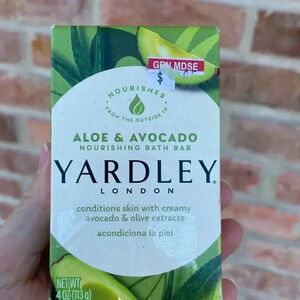 GEN MDSE
$
NOURISHES
FROM THE OUTSIDE IN
ALOE & AVOCADO
NOURISHING BATH BAR
YARDLEY
LONDON
conditions skin with creamy
avocado & olive extracts
acondiciona la piel
NET WT
4 OZ (113 g)